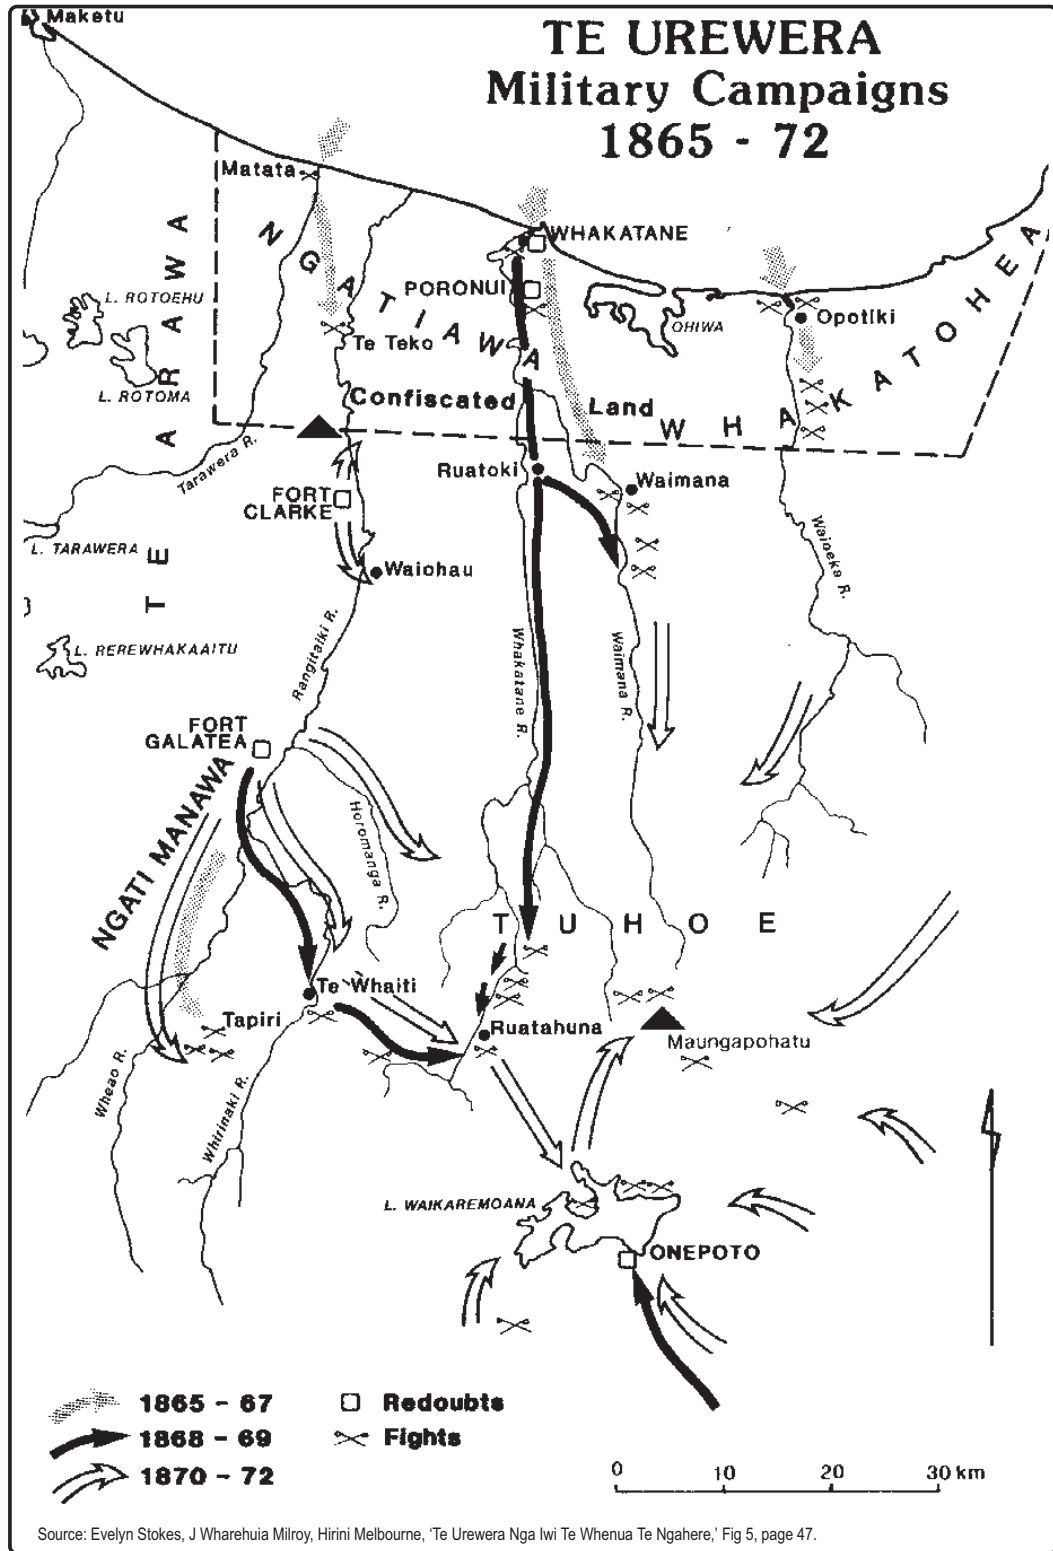 Maketu
TE UREWERA
Military Campaigns
1865 - 72
Matata
NGATIAWA
WHAKATANE
PORONUI
L. ROTOEHU
OHIWA
Opotiki
Te Teko
L. ROTOMA
TE ARAWA
Confiscated Land
WHAKATOHEA
Tarawera R.
Ruatoki
Waimana
FORT
CLARKE
L. TARAWERA
Waiohau
Waioeka R.
L. REREWHAKAAITU
Rangitaiki R.
Whakatane R.
Waimana R.
FORT
GALATEA
NGATI MANAWA
Horomanga R.
TUHOE
Te Whaiti
Tapiri
Ruatahuna
Maungapohatu
Wheao R.
Whirinaki R.
L. WAIKAREMOANA
ONEPOTO
1865 - 67
Redoubts
1868 - 69
Fights
1870 - 72
0 10 20 30 km
Source: Evelyn Stokes, J Wharehuia Milroy, Hirini Melbourne, ‘Te Urewera Nga Iwi Te Whenua Te Ngahere,’ Fig 5, page 47.